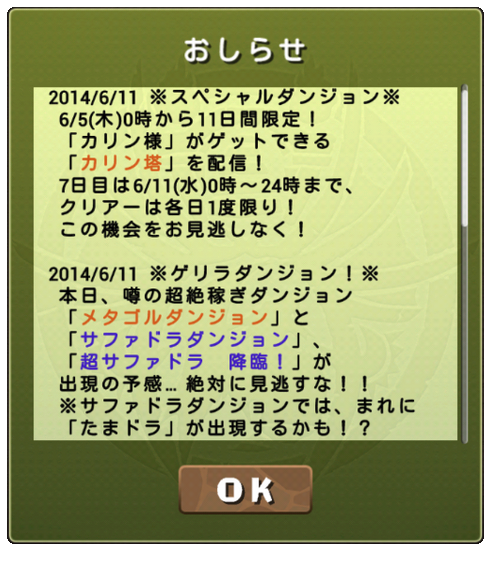 おしらせ
2014/6/11 ※スペシャルダンジョン※
6/5(木)0時から11日間限定！
「カリン様」がゲットできる
「カリン塔」を配信！
7日目は6/11(水)0時～24時まで、
クリアーは各日1度限り！
この機会をお見逃しなく！
2014/6/11 ※ゲリラダンジョン！※
本日、噂の超絶稼ぎダンジョン
「メタゴルダンジョン」と
「サファドラダンジョン」、
「超サファドラ　降臨！」が
出現の予感… 絶対に見逃すな！！
※サファドラダンジョンでは、まれに
「たまドラ」が出現するかも！？
OK